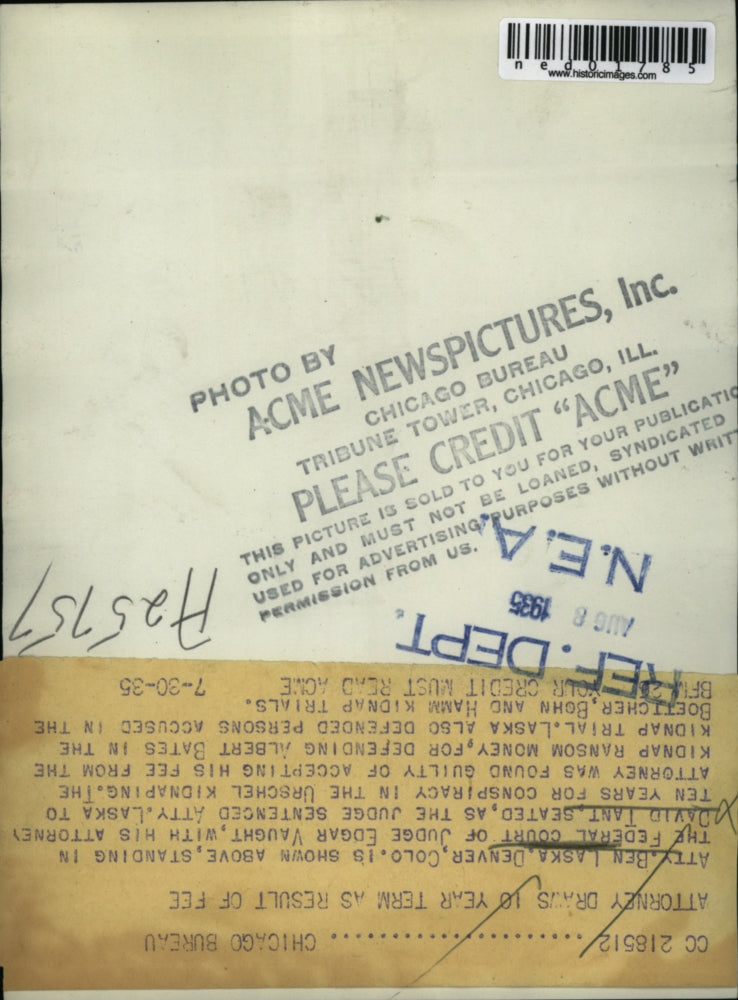 ned01785
www.historicimages.com
PHOTO BY
ACME NEWSPICTURES, Inc.
CHICAGO BUREAU
TRIBUNE TOWER, CHICAGO, ILL.
PLEASE CREDIT "ACME"
THIS PICTURE IS SOLD TO YOU FOR YOUR PUBLICATIO
ONLY AND MUST NOT BE LOANED, SYNDICATED
USED FOR ADVERTISING PURPOSES WITHOUT WRIT
PERMISSION FROM US.
N.E.A.
AUG 8 1935
REF. DEPT.
A25757
CC 218512 .................. CHICAGO BUREAU
ATTORNEY DRAWS 10 YEAR TERM AS RESULT OF FEE
ATTY. BEN LASKA, DENVER, COLO. IS SHOWN ABOVE, STANDING IN
THE FEDERAL COURT OF JUDGE EDGAR VAUGHT, WITH HIS ATTORNEY
DAVID TANT, SEATED, AS THE JUDGE SENTENCED ATTY. LASKA TO
TEN YEARS FOR CONSPIRACY IN THE URSCHEL KIDNAPING. THE
ATTORNEY WAS FOUND GUILTY OF ACCEPTING HIS FEE FROM THE
KIDNAP RANSOM MONEY, FOR DEFENDING ALBERT BATES IN THE
KIDNAP TRIAL. LASKA ALSO DEFENDED PERSONS ACCUSED IN THE
BOETTCHER, BOHN AND HAMM KIDNAP TRIALS.
YOUR CREDIT MUST READ ACME 7-30-35